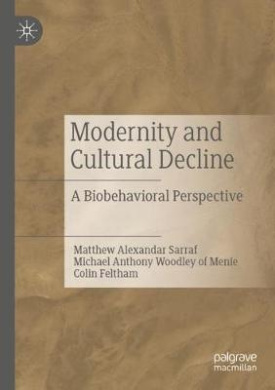 Modernity and
Cultural Decline
A Biobehavioral Perspective
Matthew Alexandar Sarraf
Michael Anthony Woodley of Menie
Colin Feltham
palgrave
macmillan